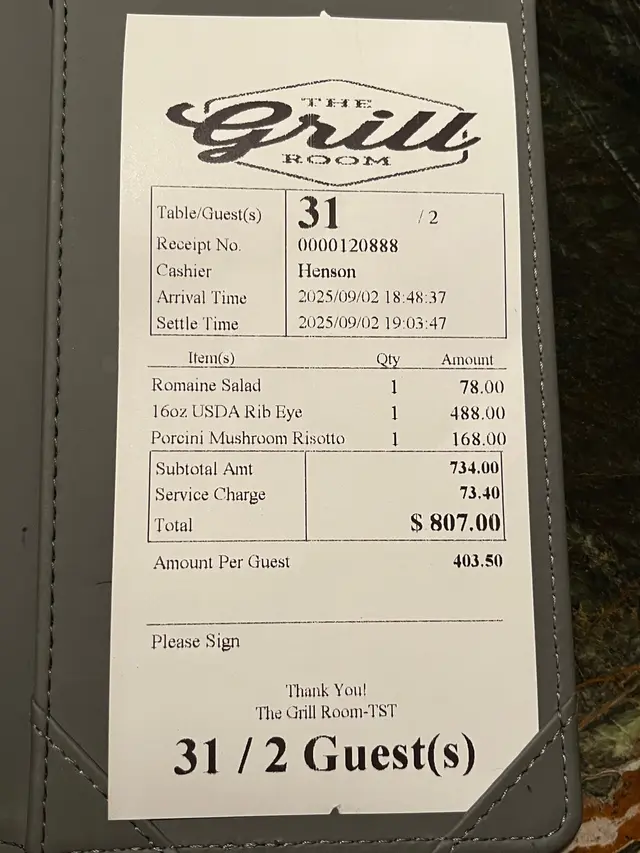 THE
Grill
ROOM
Table/Guest(s) 31 / 2
Receipt No. 0000120888
Cashier Henson
Arrival Time 2025/09/02 18:48:37
Settle Time 2025/09/02 19:03:47
Item(s) Qty Amount
Romaine Salad 1 78.00
16oz USDA Rib Eye 1 488.00
Porcini Mushroom Risotto 1 168.00
Subtotal Amt 734.00
Service Charge 73.40
Total $ 807.00
Amount Per Guest 403.50
Please Sign
Thank You!
The Grill Room-TST
31 / 2 Guest(s)